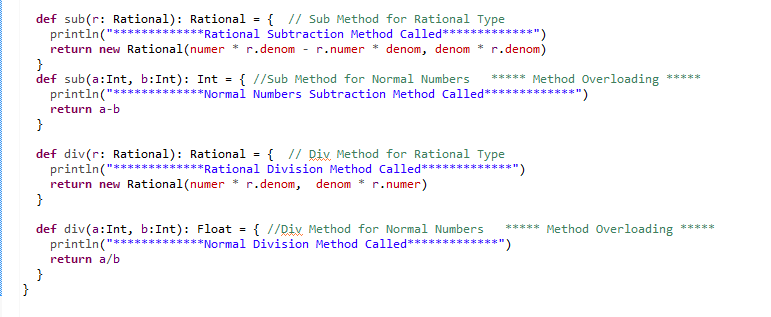 def sub(r: Rational): Rational = {  // Sub Method for Rational Type
println("*************Rational Subtraction Method Called*************")
return new Rational(numer * r.denom - r.numer * denom, denom * r.denom)
}
def sub(a:Int, b:Int): Int = { //Sub Method for Normal Numbers   ***** Method Overloading *****
println("*************Normal Numbers Subtraction Method Called*************")
return a-b
}
def div(r: Rational): Rational = {  // Div Method for Rational Type
println("*************Rational Division Method Called*************")
return new Rational(numer * r.denom,  denom * r.numer)
}
def div(a:Int, b:Int): Float = { //Div Method for Normal Numbers   ***** Method Overloading *****
println("*************Normal Division Method Called*************")
return a/b
}
}